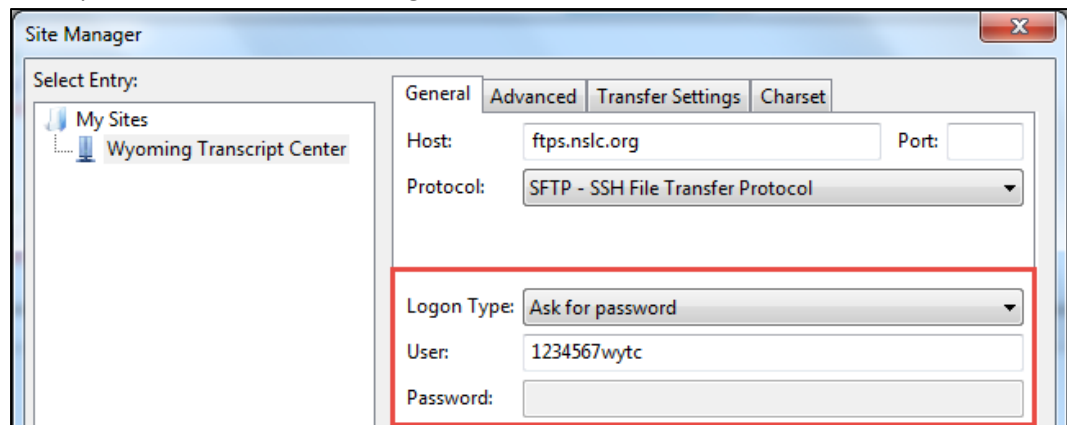 Site Manager
X
Select Entry:
My Sites
Wyoming Transcript Center
General Advanced Transfer Settings Charset
Host: ftps.nslc.org Port:
Protocol: SFTP - SSH File Transfer Protocol
Logon Type: Ask for password
User: 1234567wytc
Password: